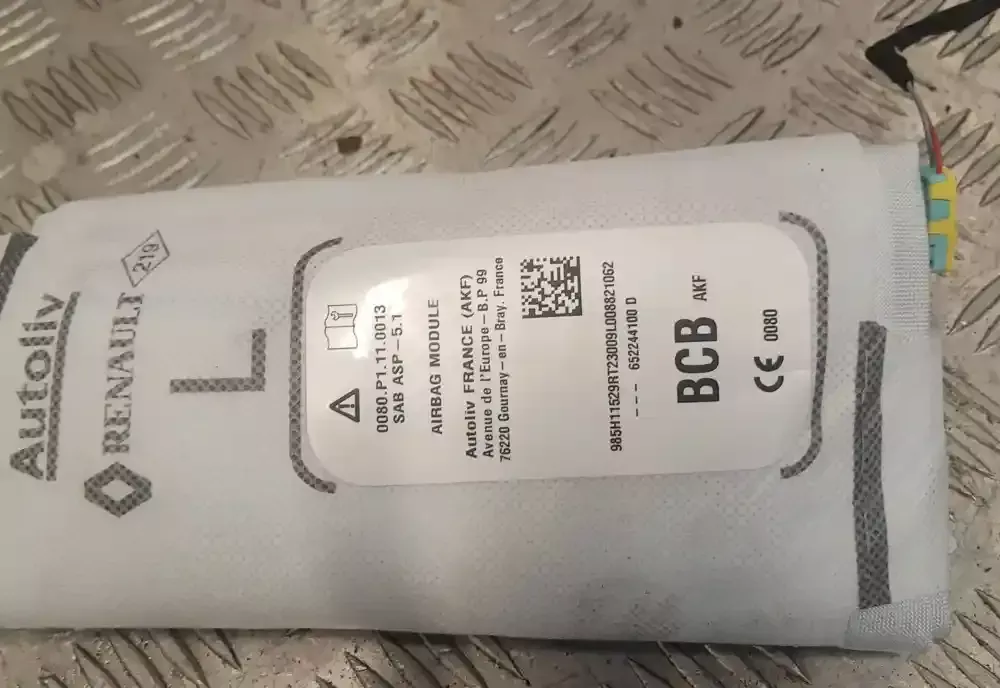 Autoliv
RENAULT 219
L
0080.P1.11.0013
SAB ASP-5.1
AIRBAG MODULE
Autoliv FRANCE (AKF)
Avenue de l'Europe - B.P 99
76220 Gournay - en - Bray, France
985H11529RT23009L008821062
--- 652244100 D
BCB AKF
CE 0080